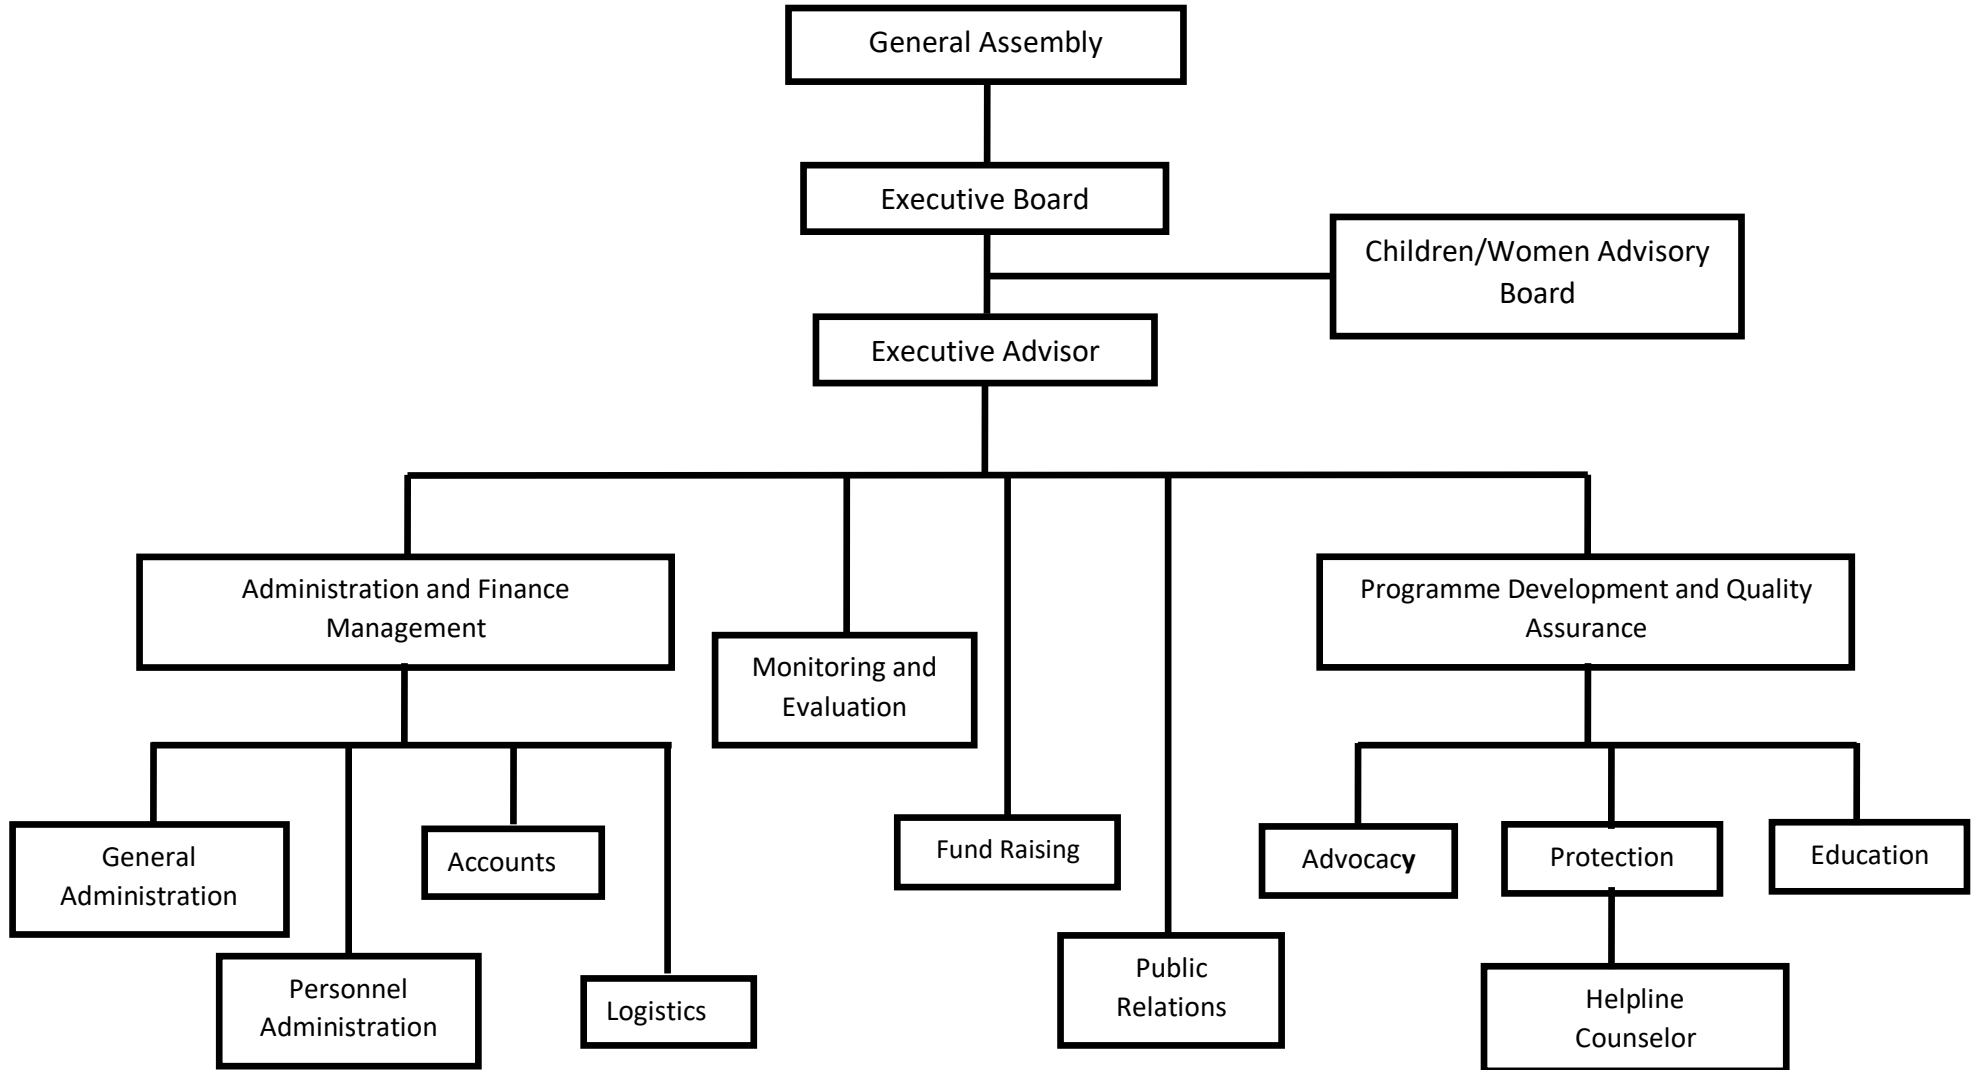 General Assembly
Executive Board
Children/Women Advisory
Board
Executive Advisor
Administration and Finance
Management
Programme Development and Quality
Assurance
Monitoring and
Evaluation
General
Administration
Accounts
Fund Raising
Advocacy
Protection
Education
Personnel
Administration
Logistics
Public
Relations
Helpline
Counselor